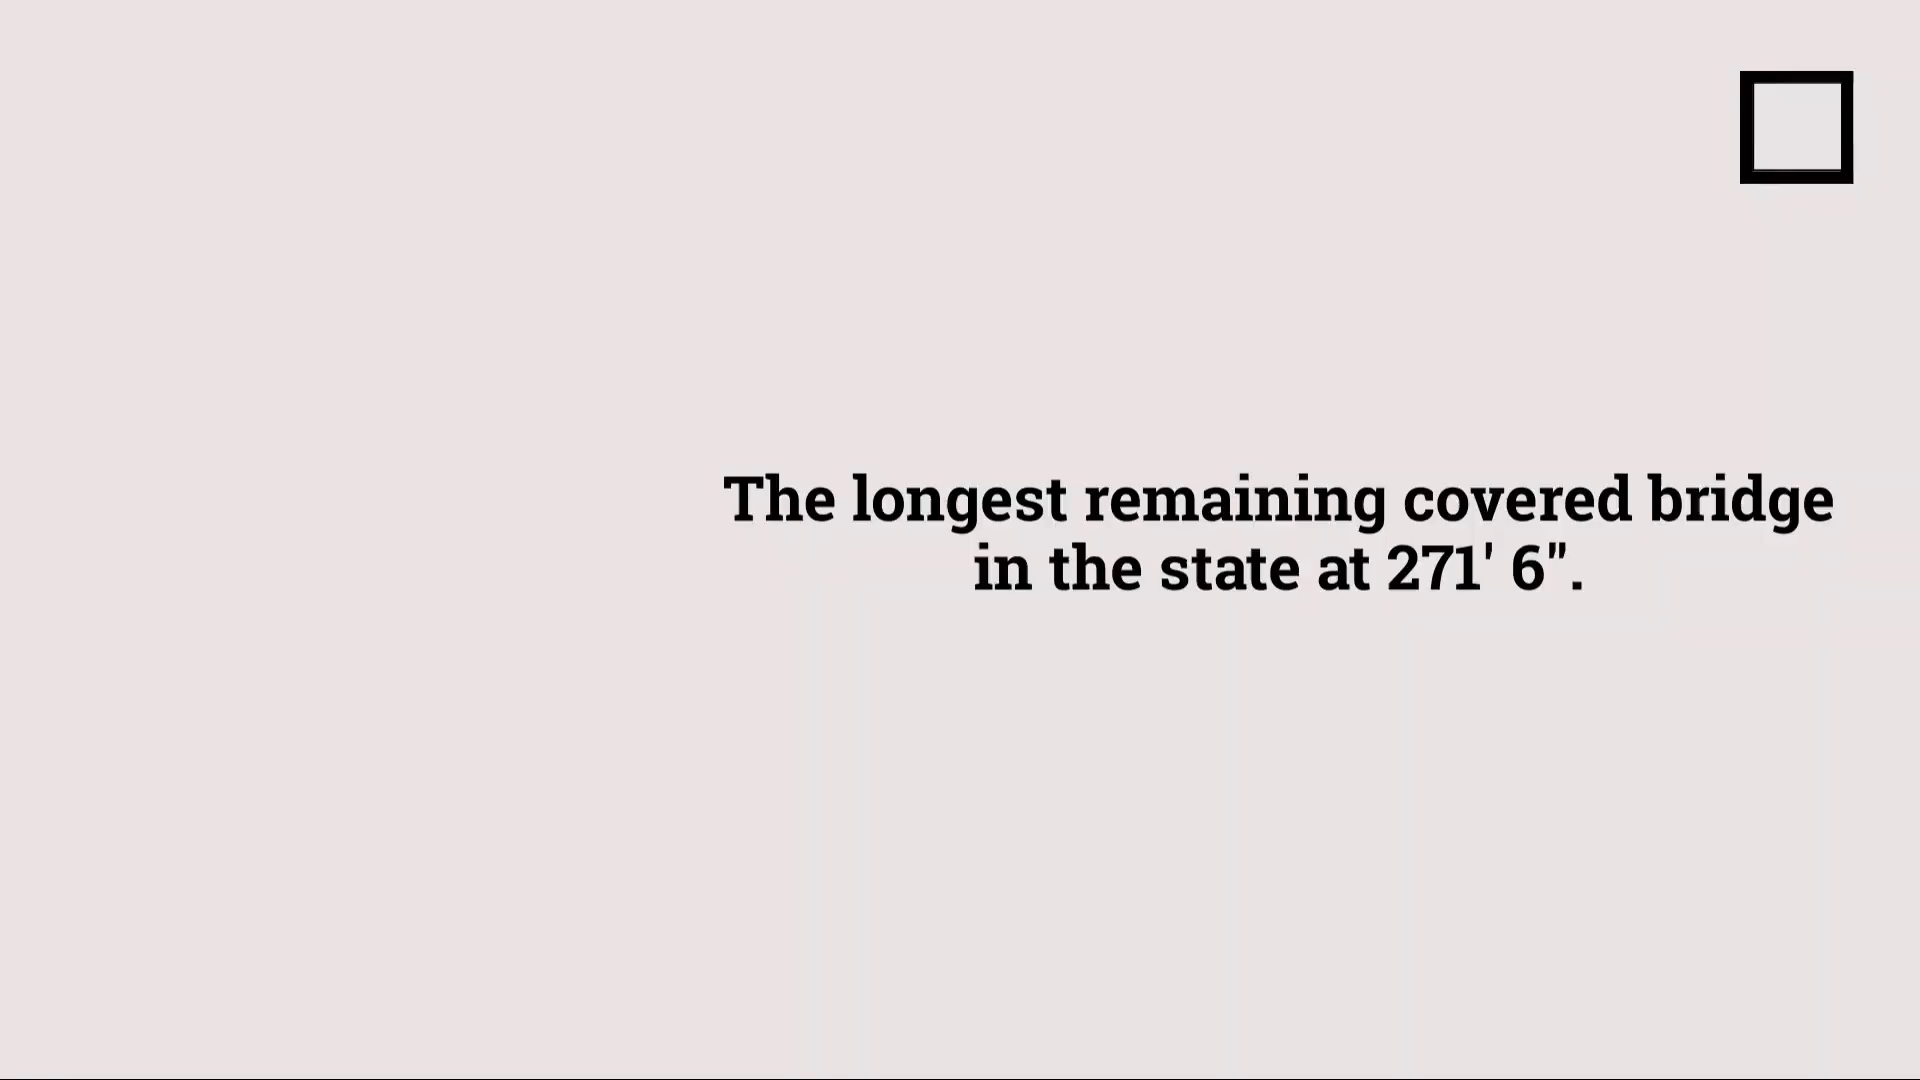 The longest remaining covered bridge
in the state at 271' 6".